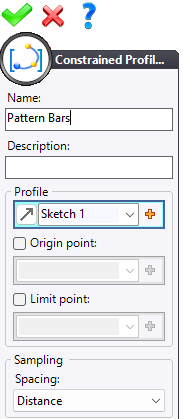 Constrained Profil...
Name:
Pattern Bars
Description:
Profile
Sketch 1
Origin point:
Limit point:
Sampling
Spacing:
Distance